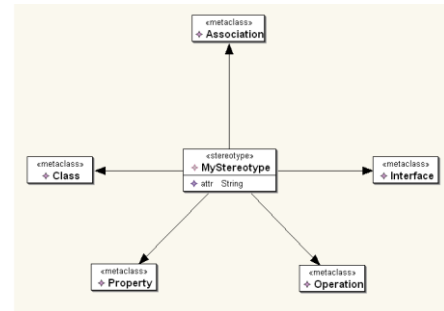 «metaclass»
Association
«stereotype»
MyStereotype
attr String
«metaclass»
Class
«metaclass»
Interface
«metaclass»
Property
«metaclass»
Operation